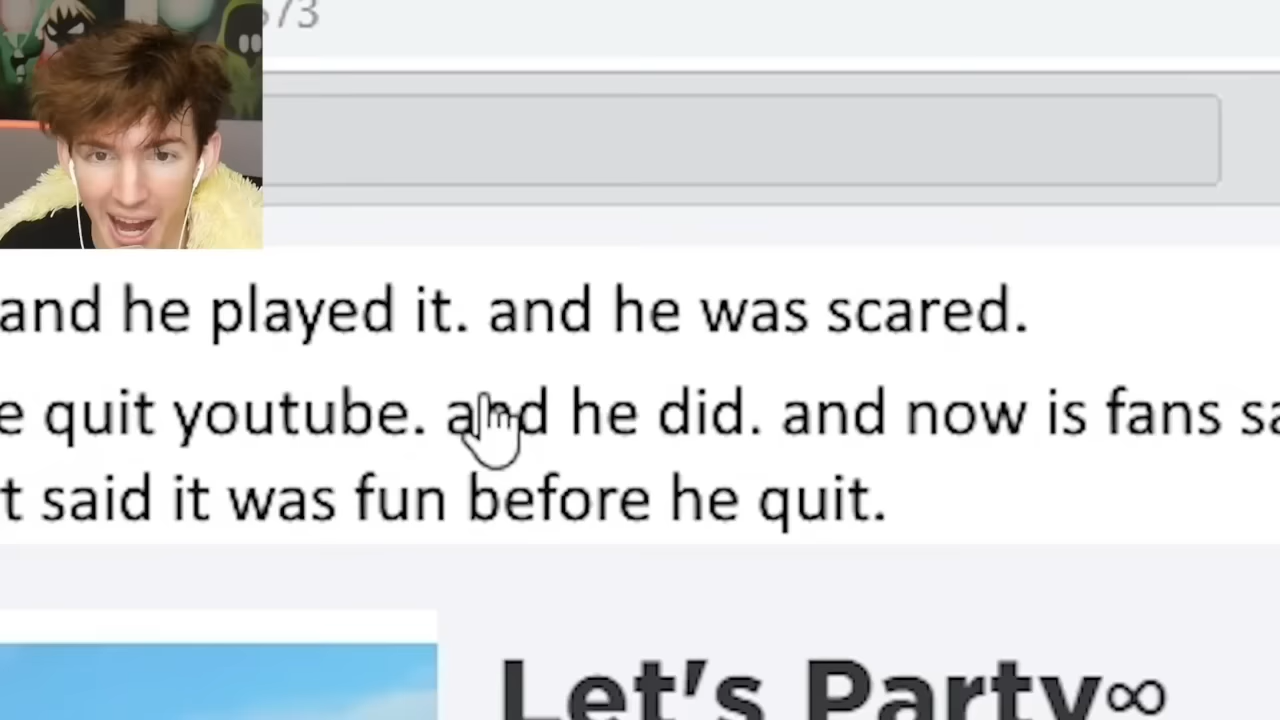 and he played it. and he was scared.
quit youtube. and he did. and now is fans
said it was fun before he quit.
Let's Party∞